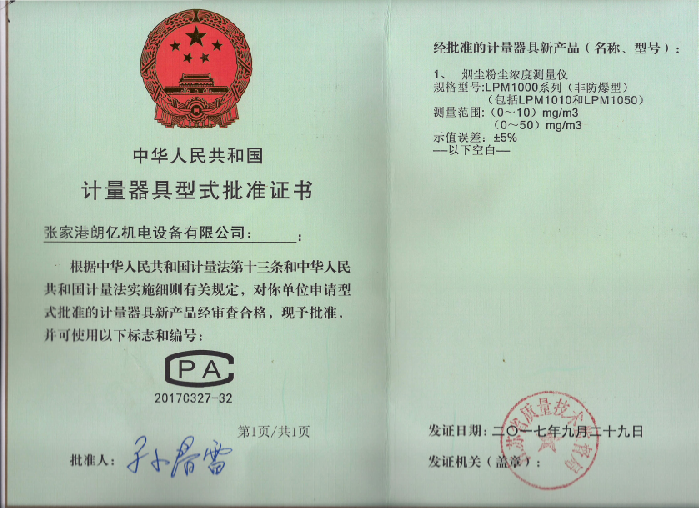 中华人民共和国
计量器具型式批准证书
张家港朗亿机电设备有限公司：
根据中华人民共和国计量法第十三条和中华人民
共和国计量法实施细则有关规定，对你单位申请型
式批准的计量器具新产品经审查合格，现予批准，
并可使用以下标志和编号：
CPA
20170327-32
第1页/共1页
批准人：
经批准的计量器具新产品（名称、型号）：
1、 烟尘粉尘浓度测量仪
规格型号:LPM1000系列（非防爆型）
（包括LPM1010和LPM1050）
测量范围:（0～10）mg/m3
（0～50）mg/m3
示值误差：±5%
──以下空白──
发证日期：二〇一七年九月二十九日
发证机关（盖章）：